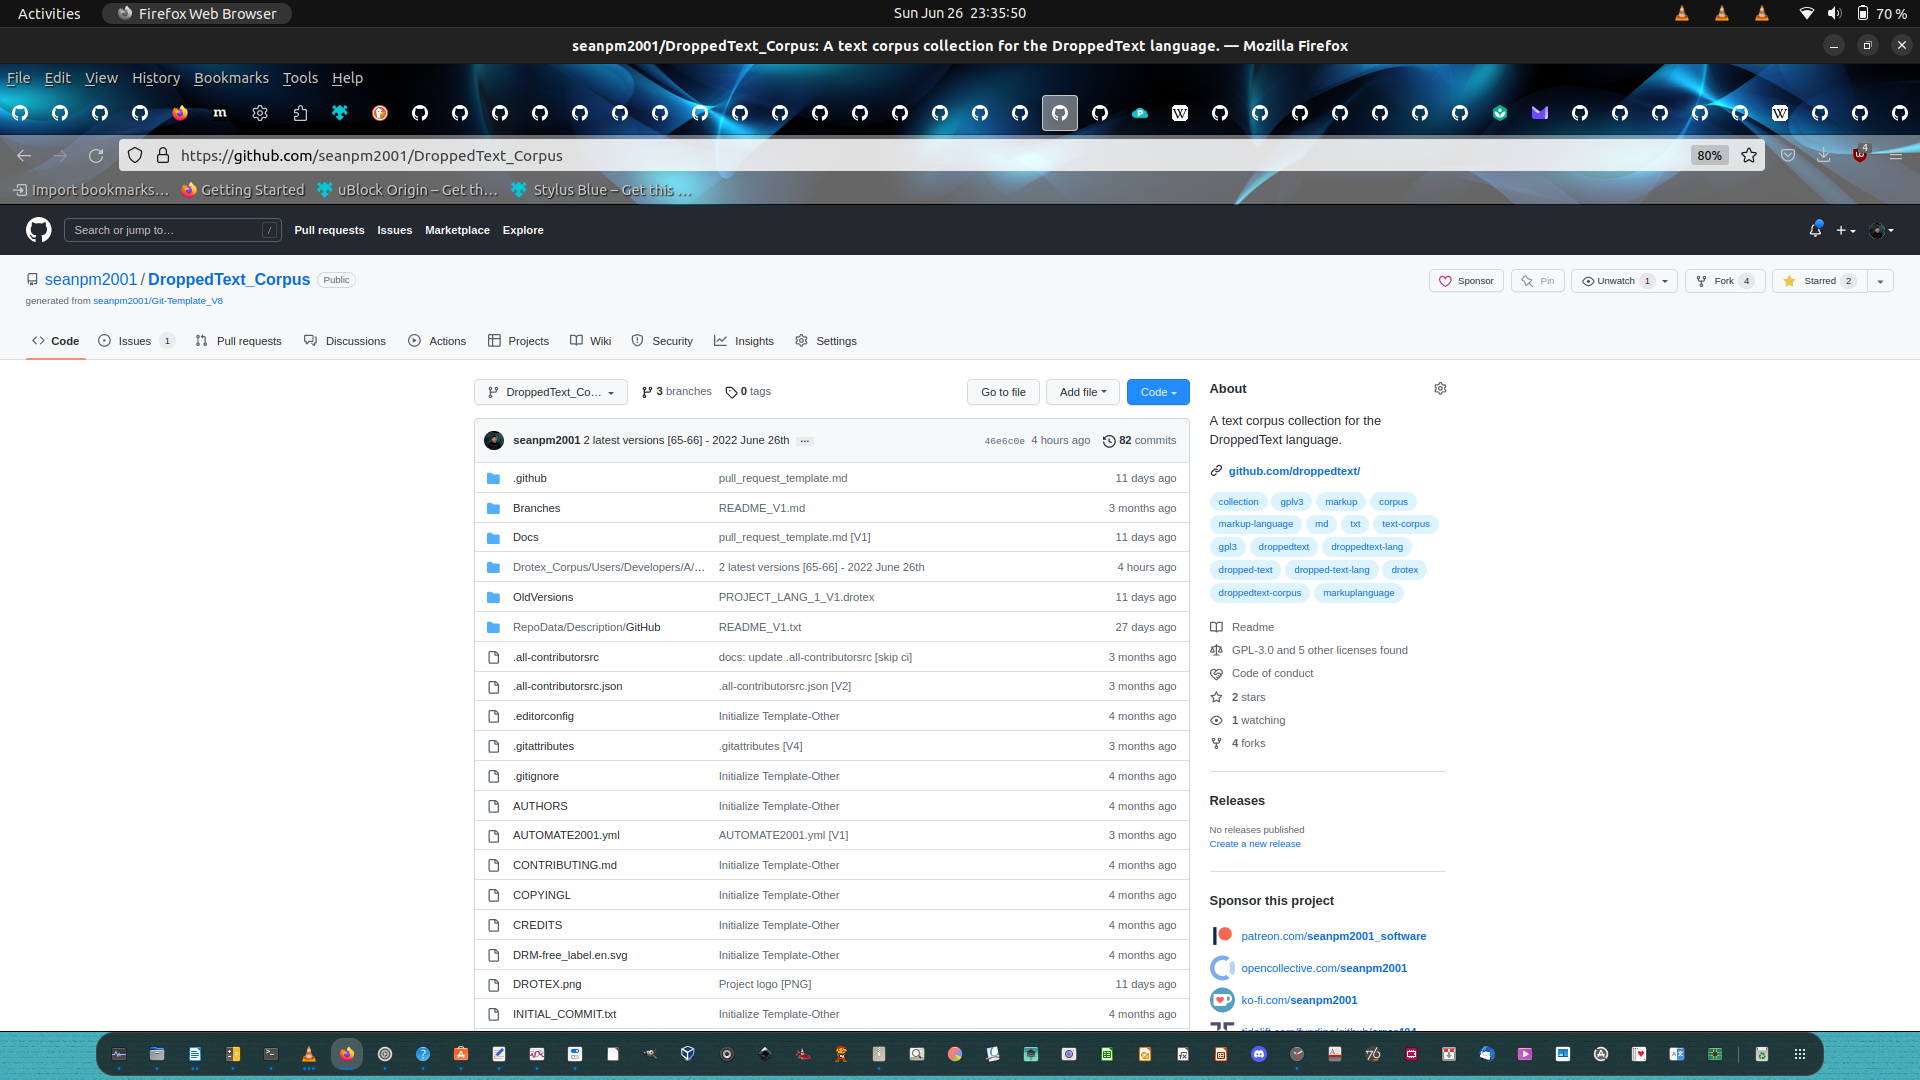 Activities Firefox Web Browser Sun Jun 26 23:35:50 70 %
seanpm2001/DroppedText_Corpus: A text corpus collection for the DroppedText language. — Mozilla Firefox
File Edit View History Bookmarks Tools Help
https://github.com/seanpm2001/DroppedText_Corpus 80% 4
Import bookmarks... Getting Started uBlock Origin – Get th... Stylus Blue – Get this ...
Search or jump to... / Pull requests Issues Marketplace Explore
seanpm2001 / DroppedText_Corpus Public Sponsor Pin Unwatch 1 Fork 4 Starred 2
generated from seanpm2001/Git-Template_V8
Code Issues 1 Pull requests Discussions Actions Projects Wiki Security Insights Settings
DroppedText_Co... 3 branches 0 tags Go to file Add file Code
seanpm2001 2 latest versions [65-66] - 2022 June 26th ... 46e6c0e 4 hours ago 82 commits
.github pull_request_template.md 11 days ago
Branches README_V1.md 3 months ago
Docs pull_request_template.md [V1] 11 days ago
Drotex_Corpus/Users/Developers/A/... 2 latest versions [65-66] - 2022 June 26th 4 hours ago
OldVersions PROJECT_LANG_1_V1.drotex 11 days ago
RepoData/Description/GitHub README_V1.txt 27 days ago
.all-contributorsrc docs: update .all-contributorsrc [skip ci] 3 months ago
.all-contributorsrc.json .all-contributorsrc.json [V2] 3 months ago
.editorconfig Initialize Template-Other 4 months ago
.gitattributes .gitattributes [V4] 3 months ago
.gitignore Initialize Template-Other 4 months ago
AUTHORS Initialize Template-Other 4 months ago
AUTOMATE2001.yml AUTOMATE2001.yml [V1] 3 months ago
CONTRIBUTING.md Initialize Template-Other 4 months ago
COPYINGL Initialize Template-Other 4 months ago
CREDITS Initialize Template-Other 4 months ago
DRM-free_label.en.svg Initialize Template-Other 4 months ago
DROTEX.png Project logo [PNG] 11 days ago
INITIAL_COMMIT.txt Initialize Template-Other 4 months ago
About
A text corpus collection for the
DroppedText language.
github.com/droppedtext/
collection gplv3 markup corpus
markup-language md txt text-corpus
gpl3 droppedtext droppedtext-lang
dropped-text dropped-text-lang drotex
droppedtext-corpus markuplanguage
Readme
GPL-3.0 and 5 other licenses found
Code of conduct
2 stars
1 watching
4 forks
Releases
No releases published
Create a new release
Sponsor this project
patreon.com/seanpm2001_software
opencollective.com/seanpm2001
ko-fi.com/seanpm2001